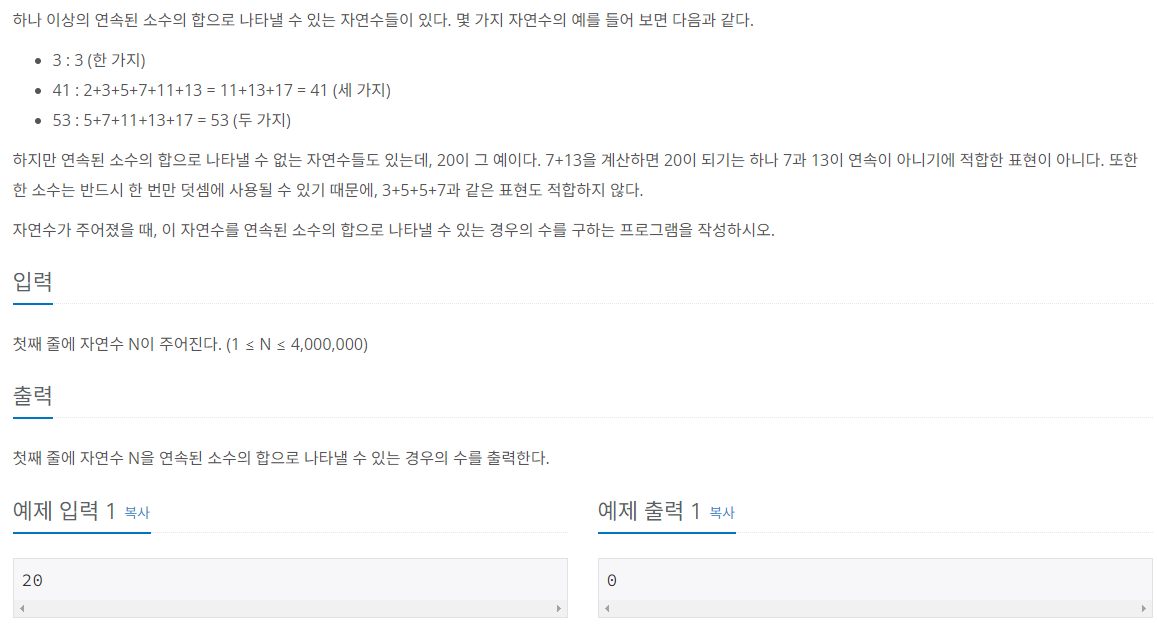 하나 이상의 연속된 소수의 합으로 나타낼 수 있는 자연수들이 있다. 몇 가지 자연수의 예를 들어 보면 다음과 같다.
• 3 : 3 (한 가지)
• 41 : 2+3+5+7+11+13 = 11+13+17 = 41 (세 가지)
• 53 : 5+7+11+13+17 = 53 (두 가지)
하지만 연속된 소수의 합으로 나타낼 수 없는 자연수들도 있는데, 20이 그 예이다. 7+13을 계산하면 20이 되기는 하나 7과 13이 연속이 아니기에 적합한 표현이 아니다. 또한
한 소수는 반드시 한 번만 덧셈에 사용될 수 있기 때문에, 3+5+5+7과 같은 표현도 적합하지 않다.
자연수가 주어졌을 때, 이 자연수를 연속된 소수의 합으로 나타낼 수 있는 경우의 수를 구하는 프로그램을 작성하시오.
입력
첫째 줄에 자연수 N이 주어진다. (1 ≤ N ≤ 4,000,000)
출력
첫째 줄에 자연수 N을 연속된 소수의 합으로 나타낼 수 있는 경우의 수를 출력한다.
예제 입력 1 복사
예제 출력 1 복사
20
0